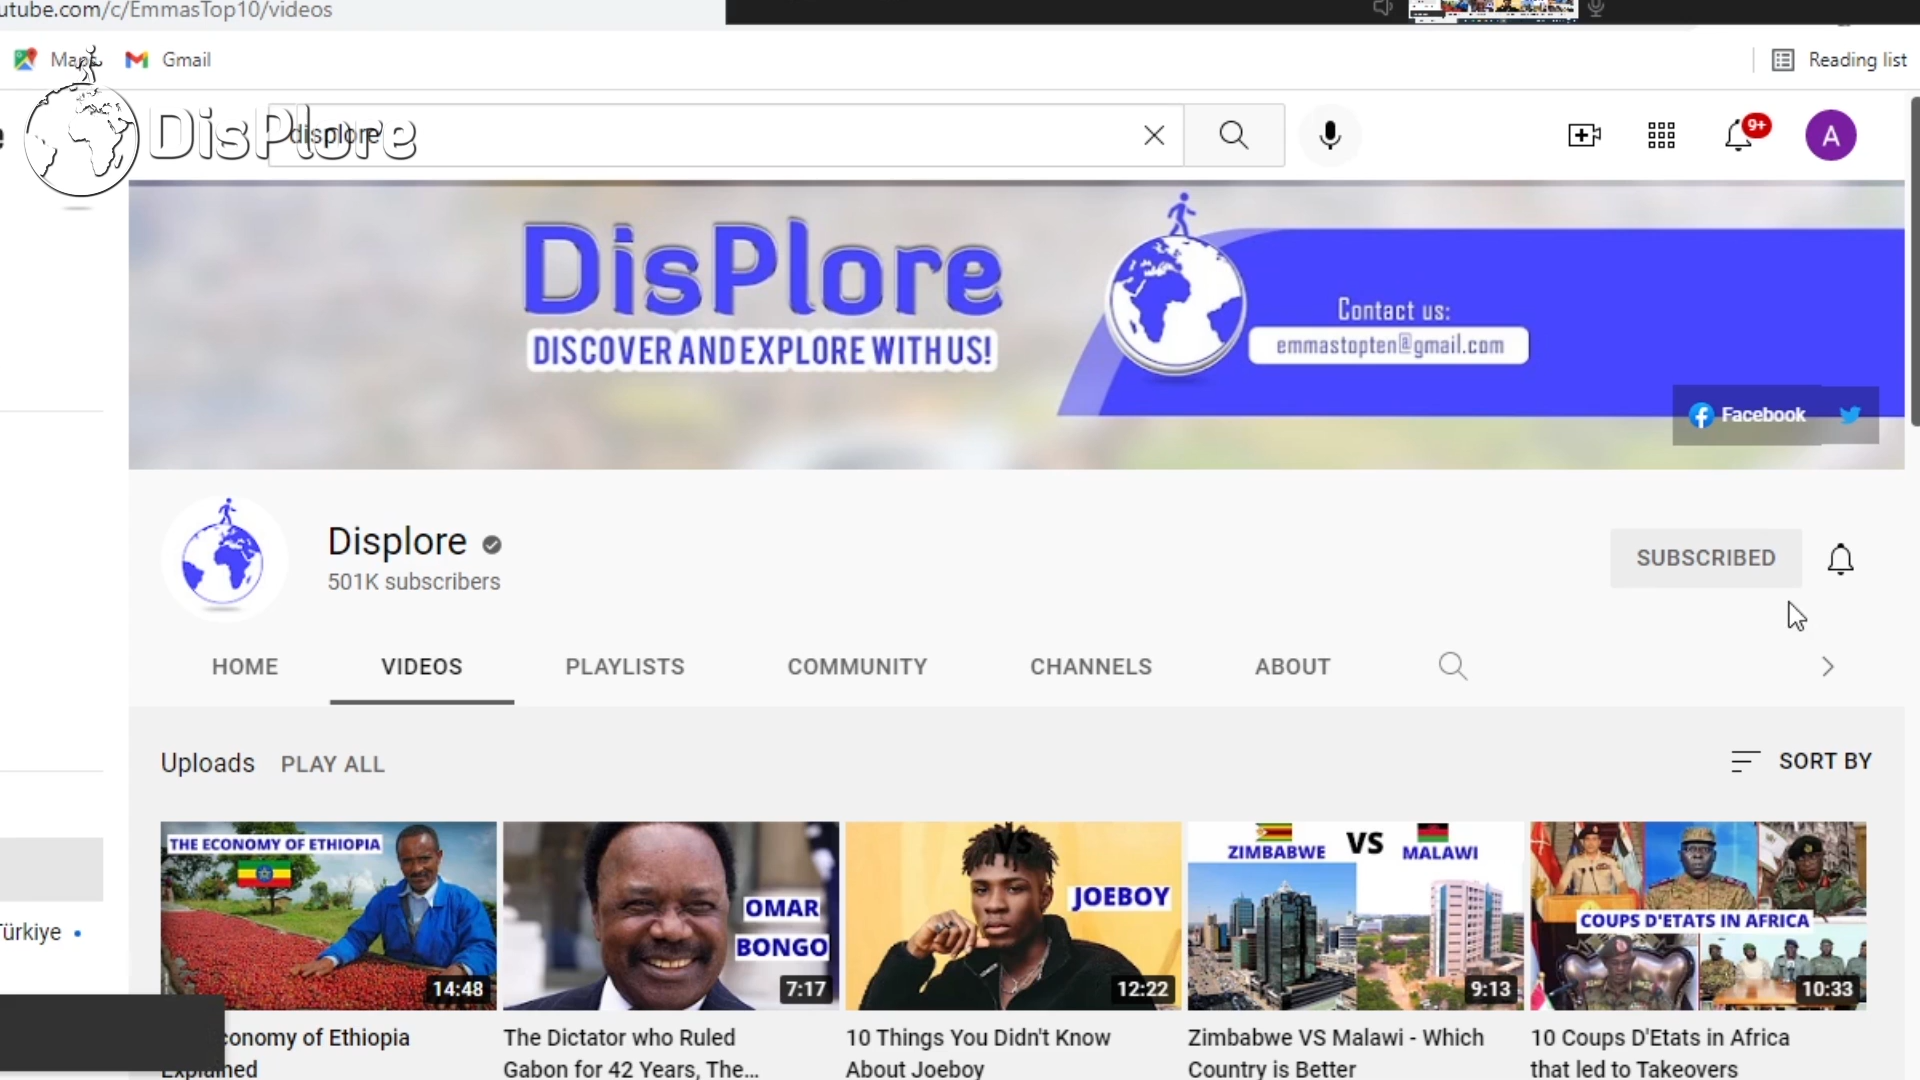 utube.com/c/EmmasTop10/videos
Maps
Gmail
Reading list
DisPlore
displore
9+
A
DisPlore
DISCOVER AND EXPLORE WITH US!
Contact us:
emmastopten@gmail.com
Facebook
Displore
501K subscribers
SUBSCRIBED
HOME
VIDEOS
PLAYLISTS
COMMUNITY
CHANNELS
ABOUT
Uploads
PLAY ALL
SORT BY
THE ECONOMY OF ETHIOPIA
14:48
OMAR
BONGO
7:17
VS
JOEBOY
12:22
ZIMBABWE VS MALAWI
9:13
COUPS D'ETATS IN AFRICA
10:33
Türkiye
conomy of Ethiopia
Explained
The Dictator who Ruled
Gabon for 42 Years, The...
10 Things You Didn't Know
About Joeboy
Zimbabwe VS Malawi - Which
Country is Better
10 Coups D'Etats in Africa
that led to Takeovers